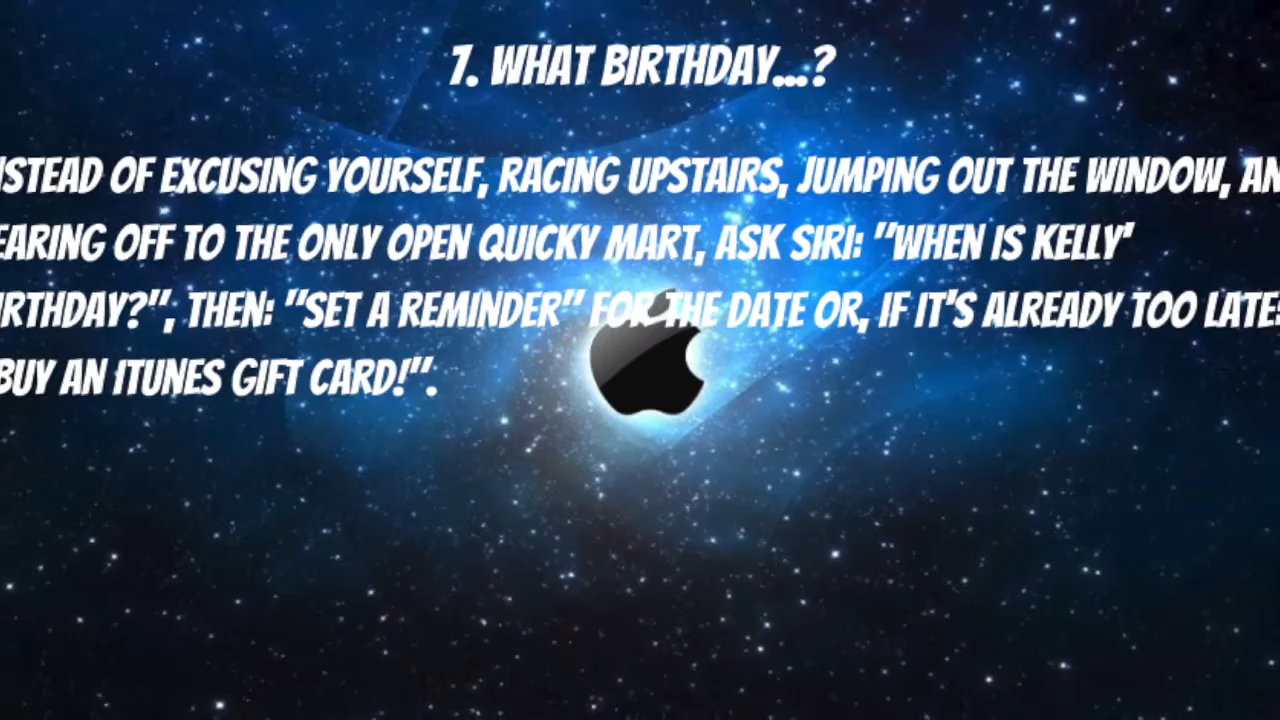 7. WHAT BIRTHDAY...?
NSTEAD OF EXCUSING YOURSELF, RACING UPSTAIRS, JUMPING OUT THE WINDOW, AN
EARING OFF TO THE ONLY OPEN QUICKY MART, ASK SIRI: "WHEN IS KELLY'
IRTHDAY?", THEN: "SET A REMINDER" FOR THE DATE OR, IF IT'S ALREADY TOO LATE:
BUY AN ITUNES GIFT CARD!".